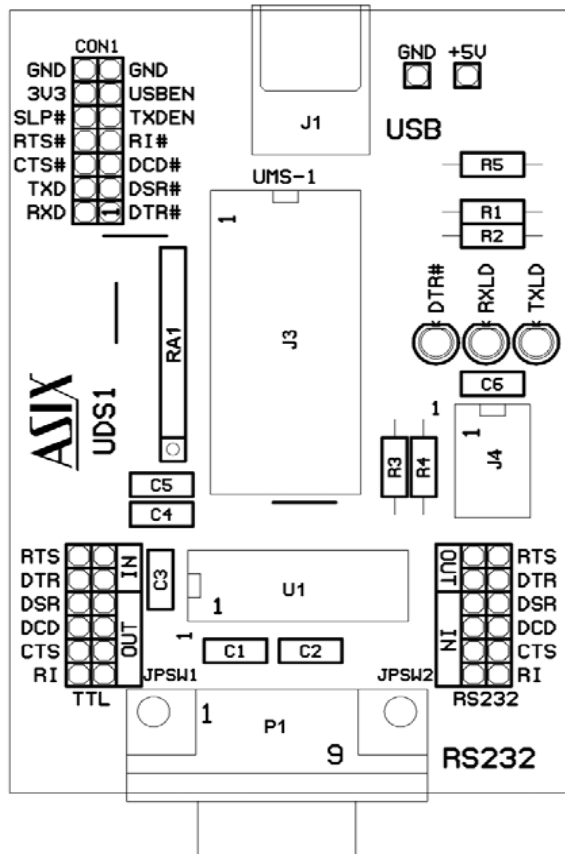 CON1
GND GND
3V3 USBEN
SLP# TXDEN
RTS# RI#
CTS# DCD#
TXD DSR#
RXD 1 DTR#
J1
GND +5V
USB
UMS-1
1
J3
R5
R1
R2
DTR# RXLD TXLD
C6
RA1
ASIX
UDS1
R3 R4
1
1
J4
C5
C4
C3
RTS
DTR
DSR
DCD
CTS
RI
IN
OUT
TTL
U1
1
1
C1 C2
JPSW1
JPSW2
OUT
IN
RTS
DTR
DSR
DCD
CTS
RI
RS232
1
P1
9
RS232